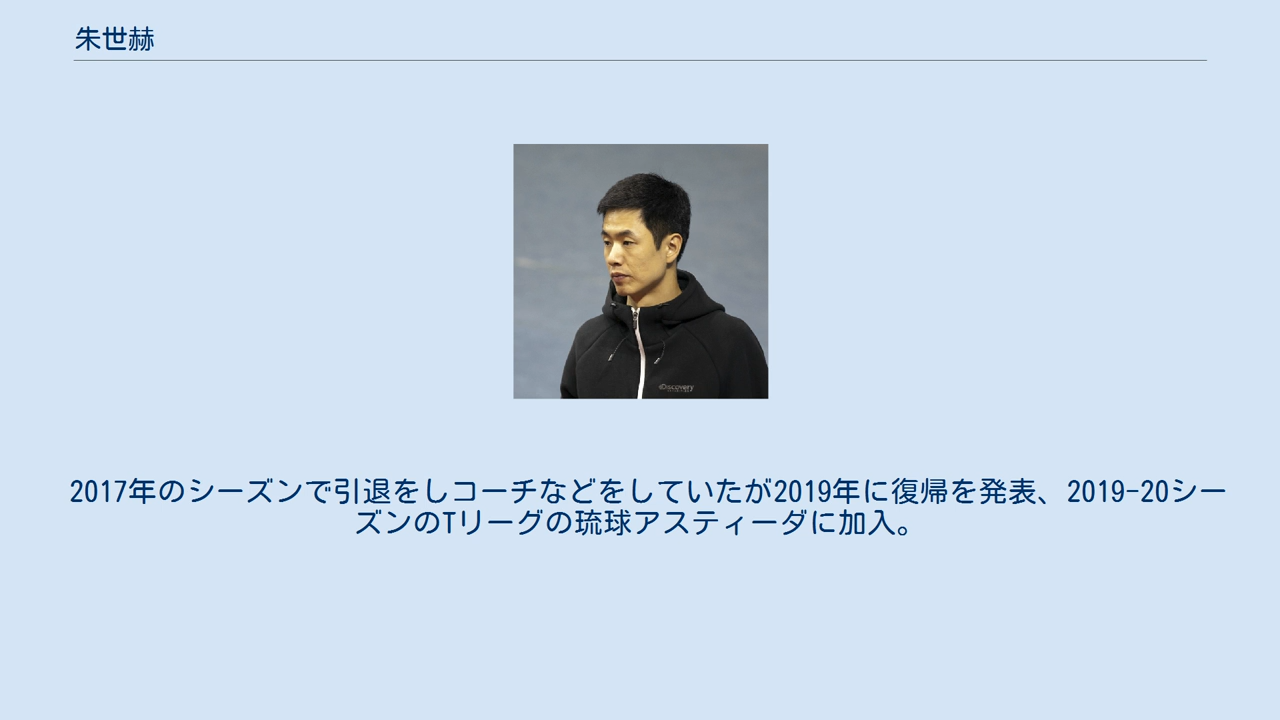 朱世赫
Discovery
2017年のシーズンで引退をしコーチなどをしていたが2019年に復帰を発表、2019-20シー
ズンのTリーグの琉球アスティーダに加入。